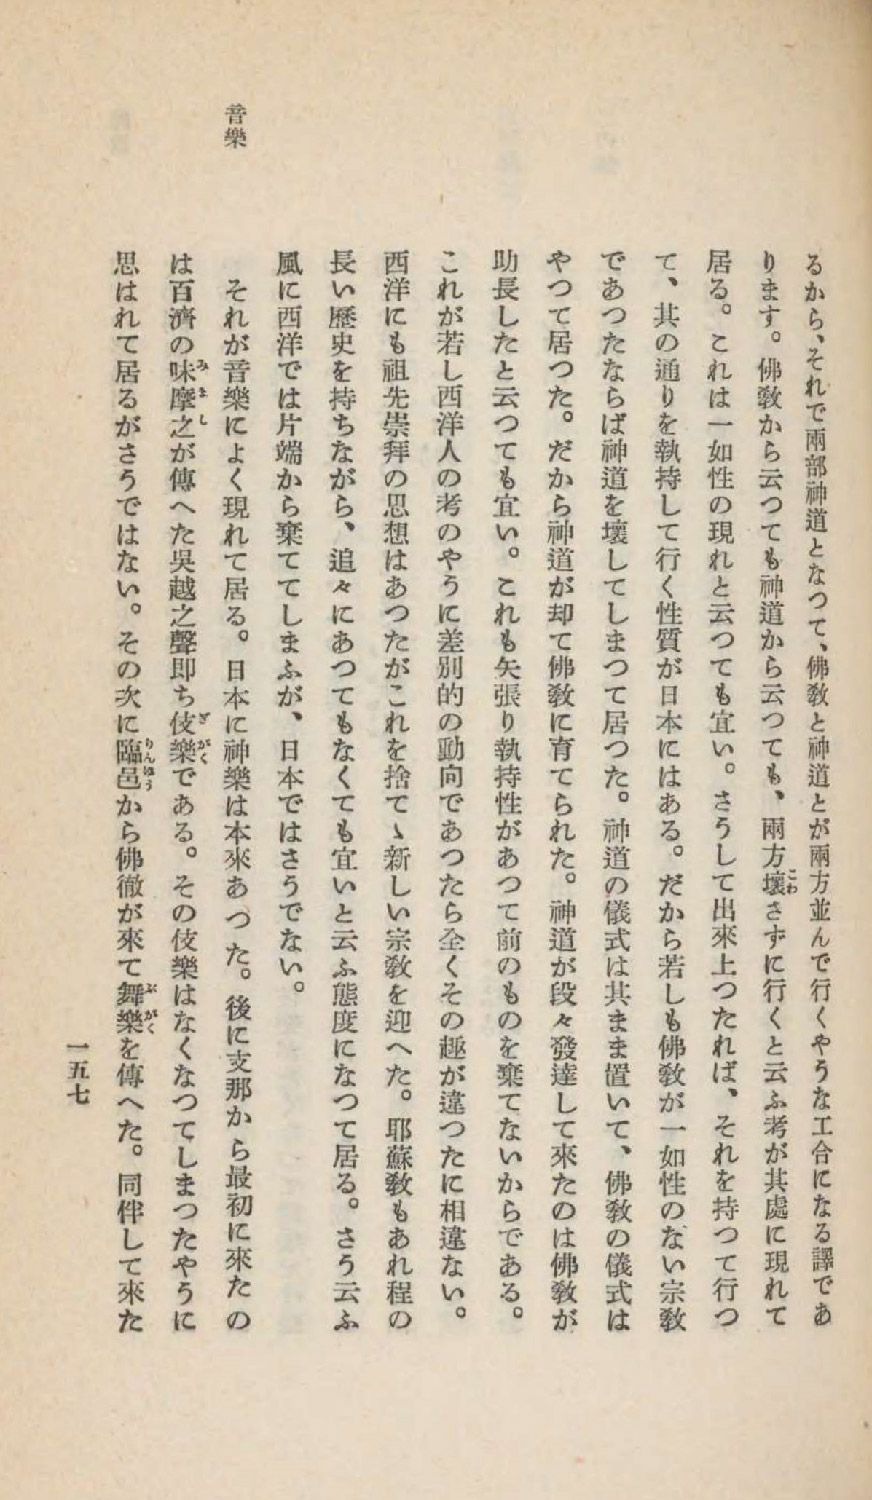 るから、それで兩部神道となつて、佛教と神道とが兩方並んで行くやうな工合になる譯であ
ります。佛教から云つても神道から云つても、兩方壞さずに行くと云ふ考が其處に現れて
居る。これは一如性の現れと云つても宜い。さうして出來上つたれば、それを持つて行つ
て、其の通りを執持して行く性質が日本にはある。だから若しも佛教が一如性のない宗教
であつたならば神道を壞してしまつて居つた。神道の儀式は其まま置いて、佛教の儀式は
やつて居つた。だから神道が却て佛教に育てられた。神道が段々發達して來たのは佛教が
助長したと云つても宜い。これも矢張り執持性があつて前のものを棄てないからである。
これが若し西洋人の考のやうに差別的の動向であつたら全くその趣が違つたに相違ない。
西洋にも祖先崇拜の思想はあつたがこれを捨てゝ新しい宗教を迎へた。耶蘇教もあれ程の
長い歷史を持ちながら、追々にあつてもなくても宜いと云ふ態度になつて居る。さう云ふ
風に西洋では片端から棄ててしまふが、日本ではさうでない。
音樂
それが音樂によく現れて居る。日本に神樂は本來あつた。後に支那から最初に來たの
は百濟の味摩之が傳へた吳越之聲即ち伎樂である。その伎樂はなくなつてしまつたやうに
思はれて居るがさうではない。その次に臨邑から佛徹が來て舞樂を傳へた。同伴して來た
一五七